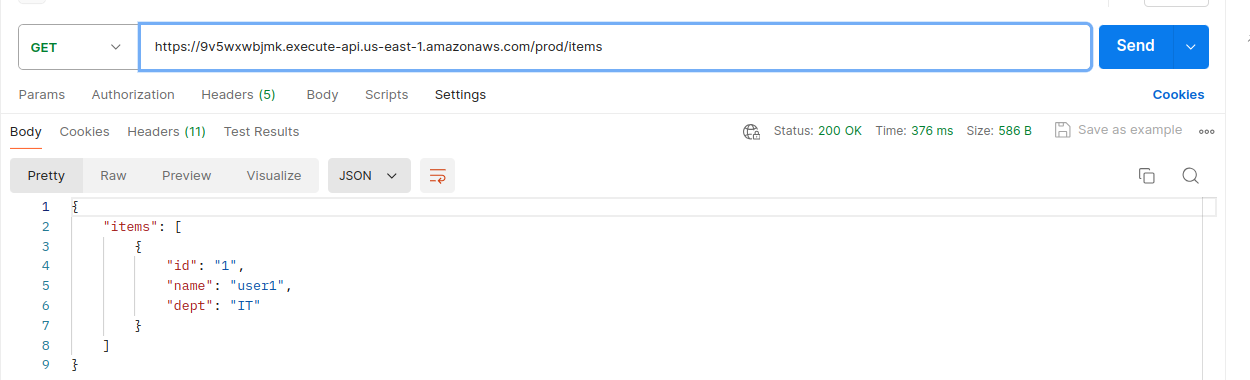 GET https://9v5wxwbjmk.execute-api.us-east-1.amazonaws.com/prod/items Send
Params Authorization Headers (5) Body Scripts Settings Cookies
Body Cookies Headers (11) Test Results Status: 200 OK Time: 376 ms Size: 586 B Save as example
Pretty Raw Preview Visualize JSON
1 {
2 "items": [
3 {
4 "id": "1",
5 "name": "user1",
6 "dept": "IT"
7 }
8 ]
9 }